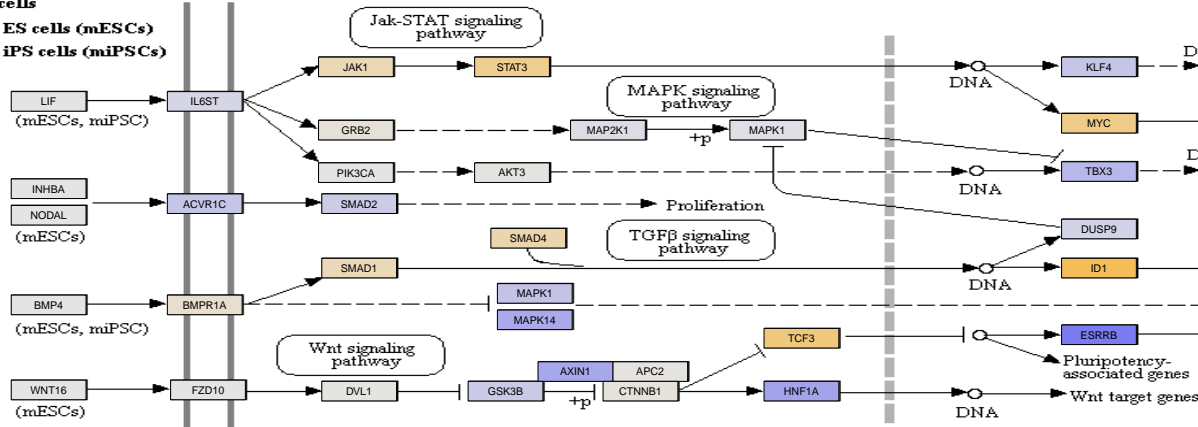 cells
ES cells (mESCs)
iPS cells (miPSCs)
Jak-STAT signaling
pathway
JAK1
STAT3
DNA
KLF4
D
LIF
IL6ST
(mESCs, miPSC)
MAPK signaling
pathway
GRB2
MAP2K1
+p
MAPK1
MYC
PIK3CA
AKT3
DNA
TBX3
D
INHBA
NODAL
(mESCs)
ACVR1C
SMAD2
Proliferation
SMAD4
TGFβ signaling
pathway
DUSP9
SMAD1
DNA
ID1
BMP4
(mESCs, miPSC)
BMPR1A
MAPK1
MAPK14
TCF3
ESRRB
Pluripotency-
associated genes
Wnt signaling
pathway
WNT16
(mESCs)
FZD10
DVL1
GSK3B
AXIN1
APC2
+p
CTNNB1
HNF1A
DNA
Wnt target genes